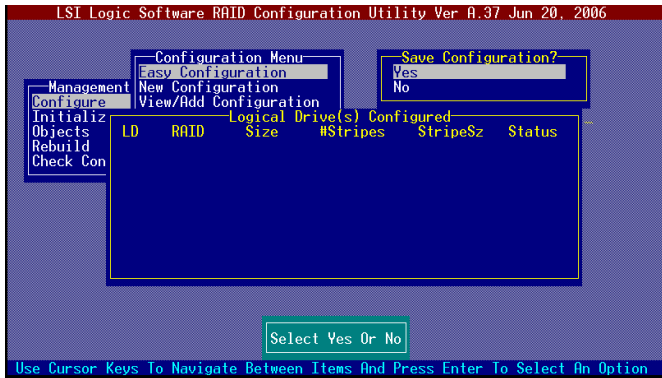 LSI Logic Software RAID Configuration Utility Ver A.37 Jun 20, 2006
Configuration Menu
Easy Configuration
New Configuration
View/Add Configuration
Save Configuration?
Yes
No
Management
Configure
Initializ
Objects
Rebuild
Check Con
Logical Drive(s) Configured
LD RAID Size #Stripes StripeSz Status
Select Yes Or No
Use Cursor Keys To Navigate Between Items And Press Enter To Select An Option